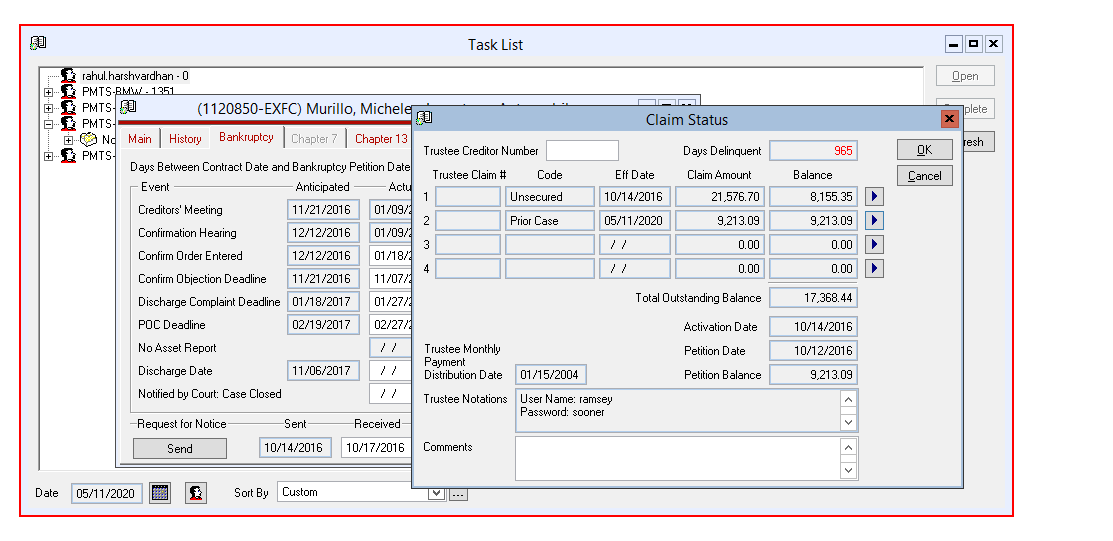 Task List
rahul.harshvardhan - 0
Open
PMTS-BMW - 1351
PMTS-
PMTS-
PMTS-
(1120850-EXFC) Murillo, Michele
Main History Bankruptcy Chapter 7 Chapter 13
Days Between Contract Date and Bankruptcy Petition Date
Event Anticipated Actu
Creditors' Meeting 11/21/2016 01/09/2
Confirmation Hearing 12/12/2016 01/09/2
Confirm Order Entered 12/12/2016 01/18/2
Confirm Objection Deadline 11/21/2016 11/07/2
Discharge Complaint Deadline 01/18/2017 01/27/2
POC Deadline 02/19/2017 02/27/2
No Asset Report / /
Discharge Date 11/06/2017 / /
Notified by Court: Case Closed / /
Request for Notice Sent Received
Send 10/14/2016 10/17/2016
Claim Status
Trustee Creditor Number Days Delinquent 965 OK
Trustee Claim # Code Eff Date Claim Amount Balance Cancel
1 Unsecured 10/14/2016 21,576.70 8,155.35
2 Prior Case 05/11/2020 9,213.09 9,213.09
3 / / 0.00 0.00
4 / / 0.00 0.00
Total Outstanding Balance 17,368.44
Activation Date 10/14/2016
Trustee Monthly Petition Date 10/12/2016
Payment
Distribution Date 01/15/2004 Petition Balance 9,213.09
Trustee Notations User Name: ramsey
Password: sooner
Comments
Date 05/11/2020 Sort By Custom ...